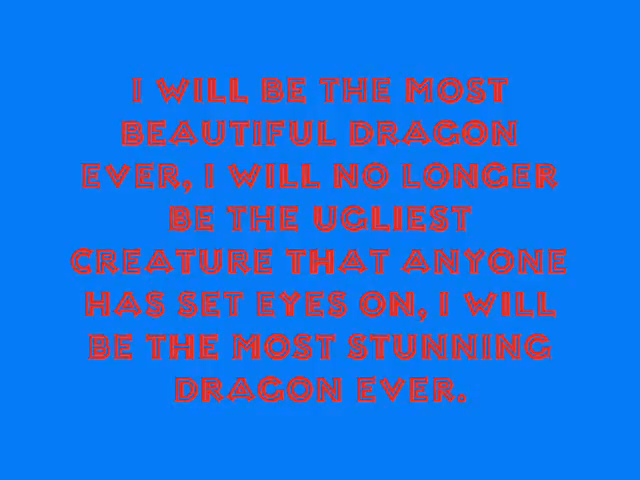 I WILL BE THE MOST
BEAUTIFUL DRAGON
EVER, I WILL NO LONGER
BE THE UGLIEST
CREATURE THAT ANYONE
HAS SET EYES ON, I WILL
BE THE MOST STUNNING
DRAGON EVER.